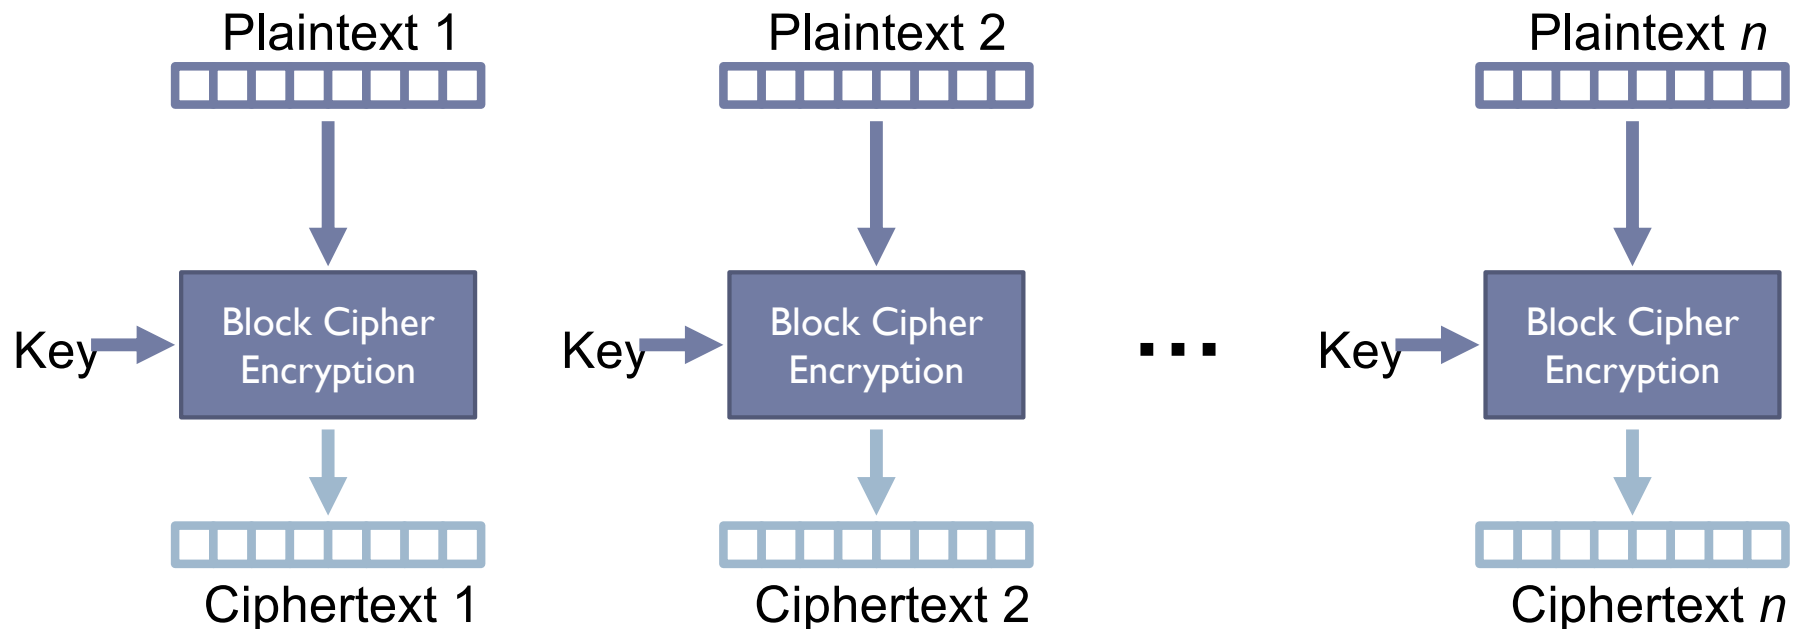 Plaintext 1
Plaintext 2
Plaintext n
Key
Block Cipher
Encryption
Key
Block Cipher
Encryption
...
Key
Block Cipher
Encryption
Ciphertext 1
Ciphertext 2
Ciphertext n